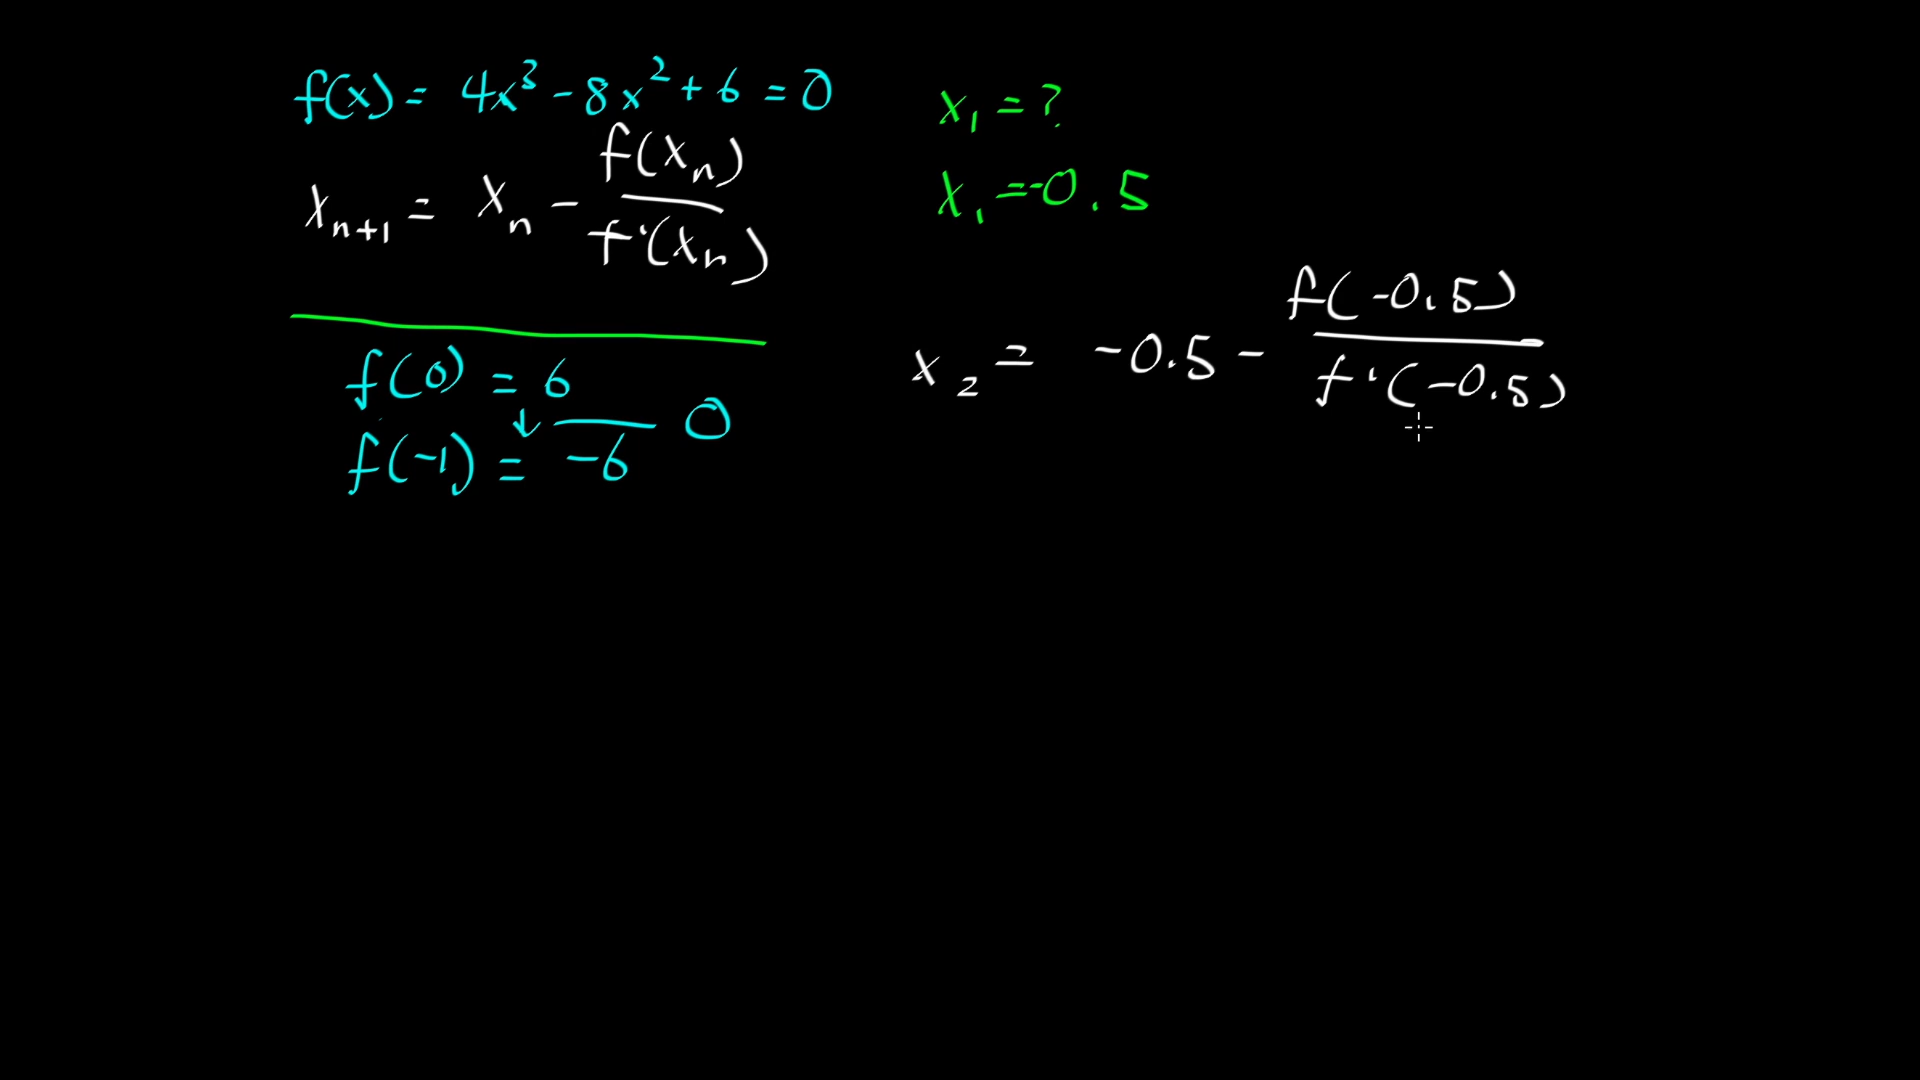 f(x) = 4x³ - 8x² + 6 = 0
xₙ₊₁ = xₙ - f(xₙ) / f'(xₙ)
f(0) = 6
↓ 0
f(-1) = -6
x₁ = ?
x₁ = -0.5
x₂ = -0.5 - f(-0.5) / f'(-0.5)